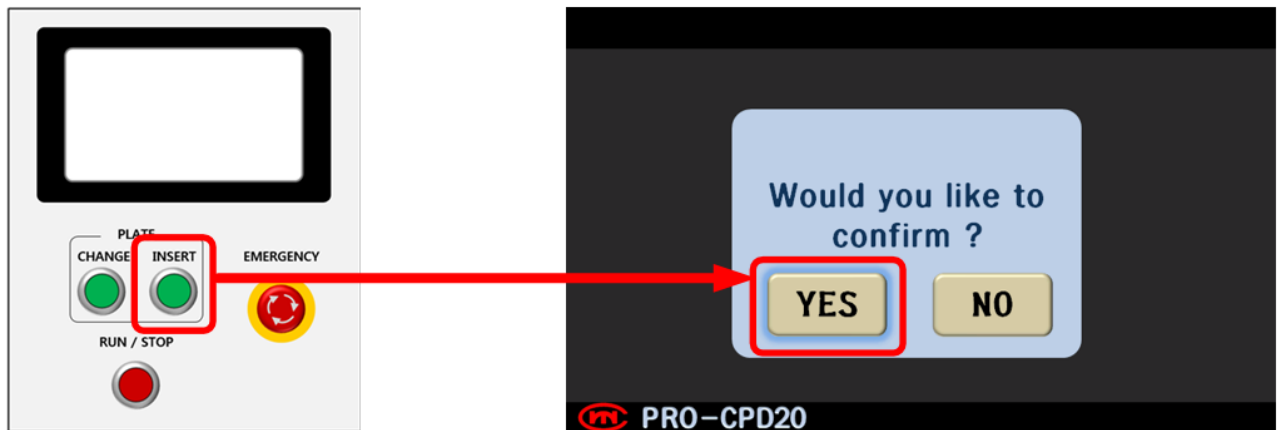 PLATE
CHANGE
INSERT
EMERGENCY
RUN / STOP
Would you like to
confirm ?
YES
NO
PRO-CPD20